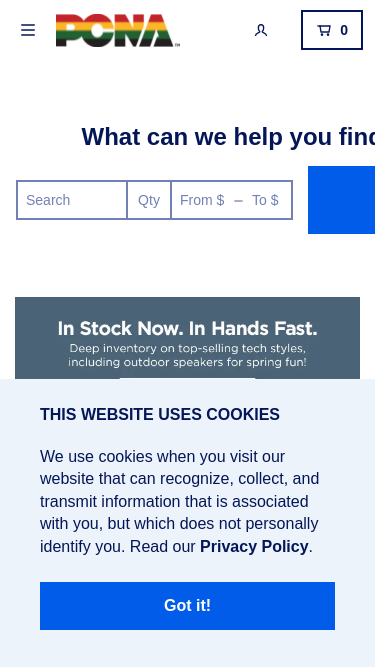 PCNA™
0
What can we help you find
Search
Qty
From $ – To $
In Stock Now. In Hands Fast.
Deep inventory on top-selling tech styles,
including outdoor speakers for spring fun!
THIS WEBSITE USES COOKIES
We use cookies when you visit our
website that can recognize, collect, and
transmit information that is associated
with you, but which does not personally
identify you. Read our Privacy Policy.
Got it!